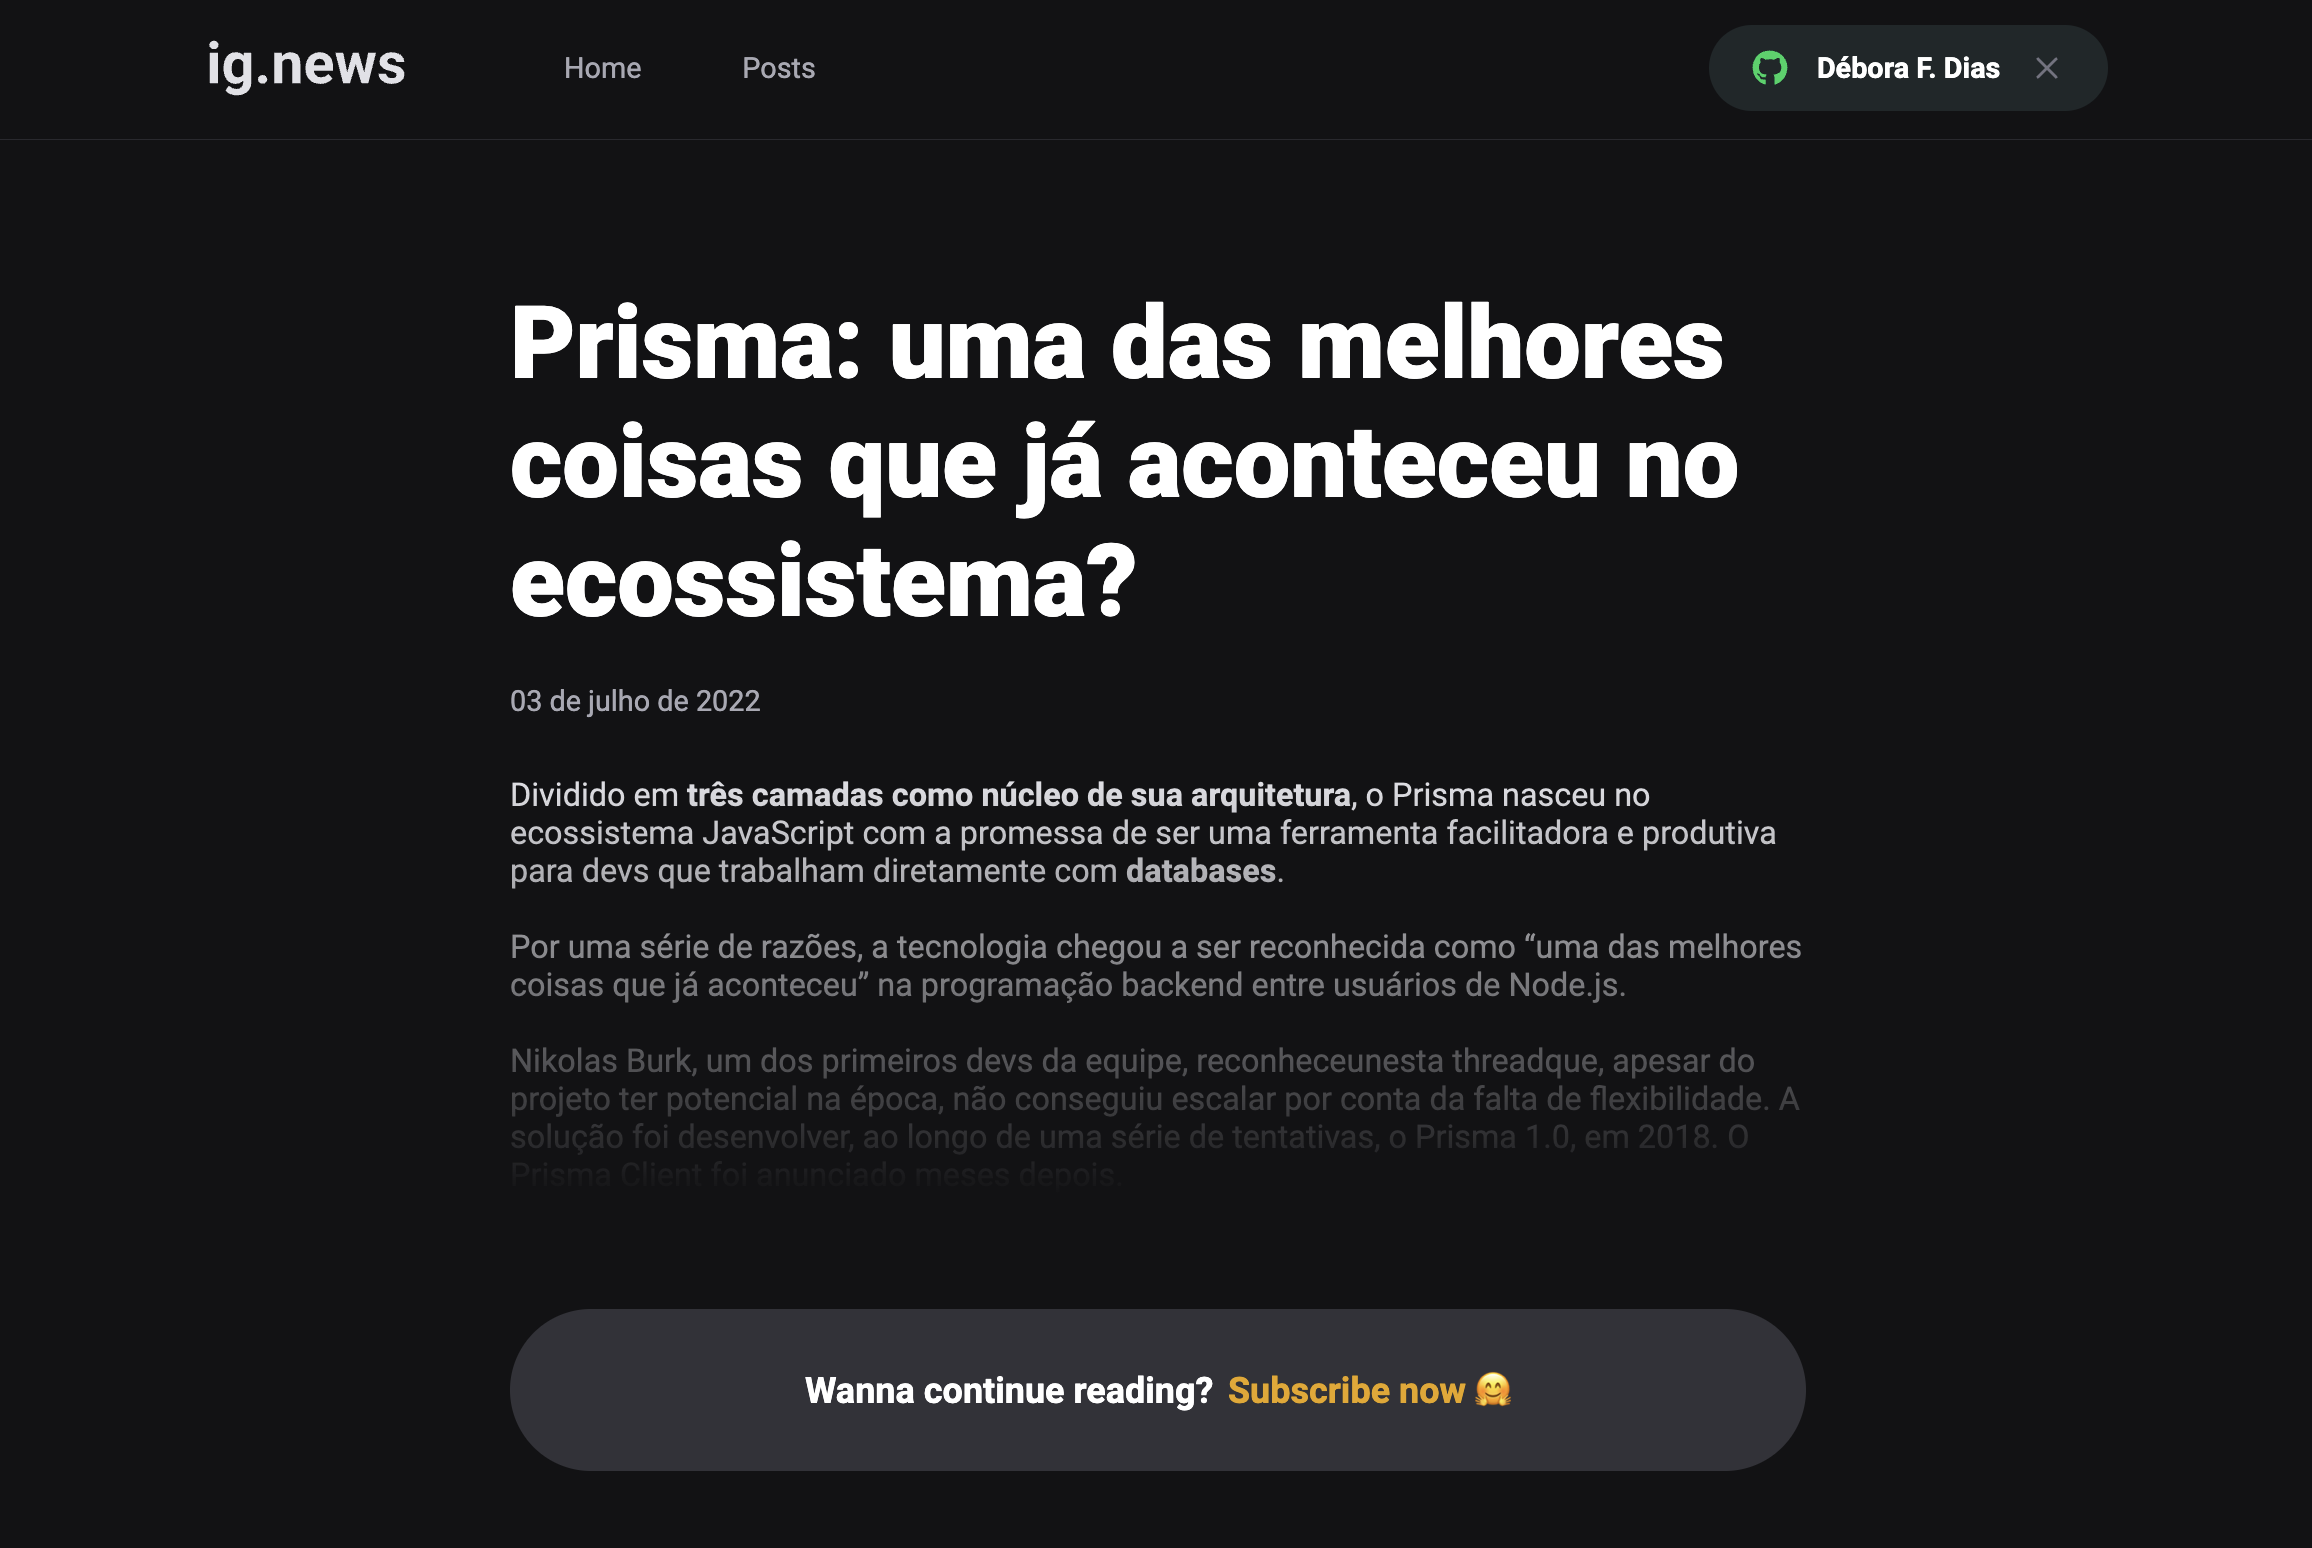 ig.news
Home
Posts
Débora F. Dias
Prisma: uma das melhores
coisas que já aconteceu no
ecossistema?
03 de julho de 2022
Dividido em três camadas como núcleo de sua arquitetura, o Prisma nasceu no
ecossistema JavaScript com a promessa de ser uma ferramenta facilitadora e produtiva
para devs que trabalham diretamente com databases.
Por uma série de razões, a tecnologia chegou a ser reconhecida como “uma das melhores
coisas que já aconteceu” na programação backend entre usuários de Node.js.
Nikolas Burk, um dos primeiros devs da equipe, reconheceunesta threadque, apesar do
projeto ter potencial na época, não conseguiu escalar por conta da falta de flexibilidade. A
solução foi desenvolver, ao longo de uma série de tentativas, o Prisma 1.0, em 2018. O
Prisma Client foi anunciado meses depois.
Wanna continue reading? Subscribe now 🤗